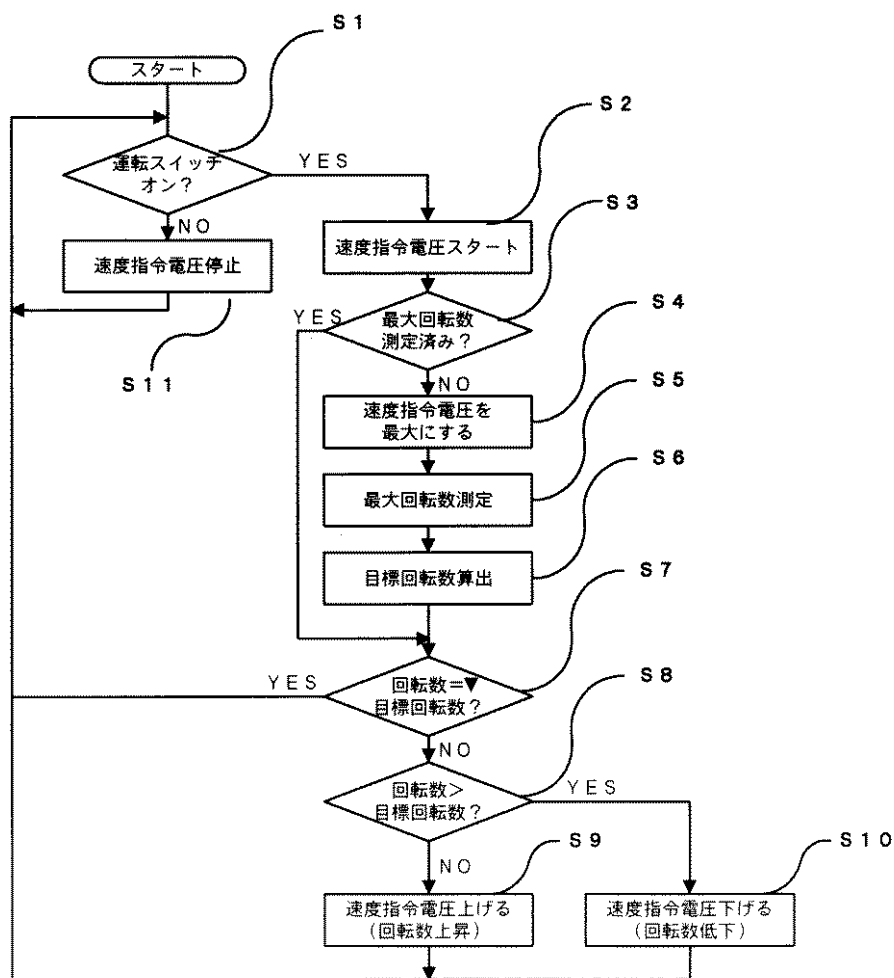 S1
スタート
S2
運転スイッチ
オン?
YES
S3
NO
速度指令電圧スタート
速度指令電圧停止
S4
YES
最大回転数
測定済み?
S11
NO
S5
速度指令電圧を
最大にする
S6
最大回転数測定
目標回転数算出
S7
YES
回転数=▼
目標回転数?
S8
NO
回転数>
目標回転数?
YES
S9
S10
NO
速度指令電圧上げる
(回転数上昇)
速度指令電圧下げる
(回転数低下)